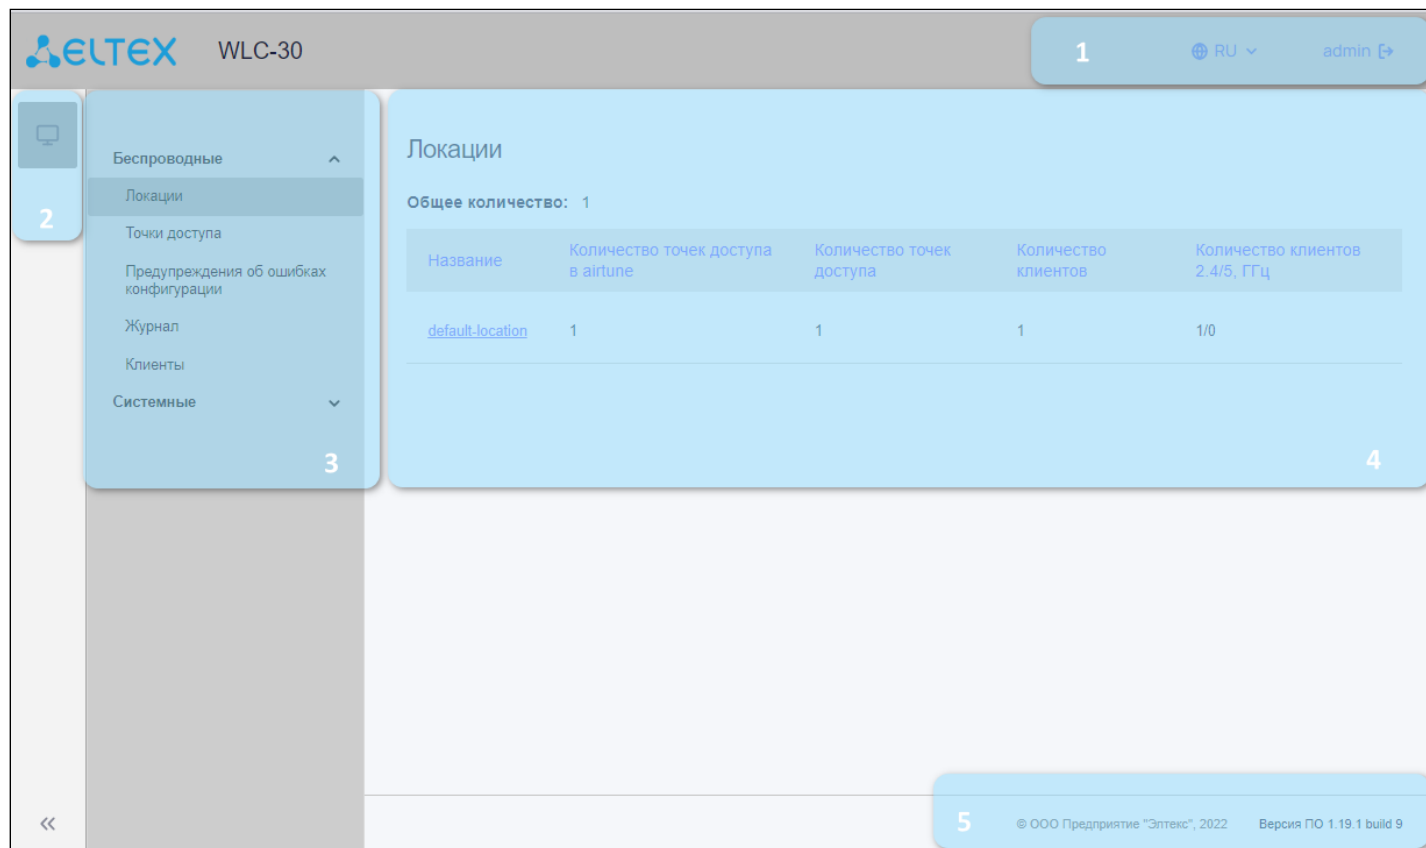 ELTEX WLC-30
1 RU admin
2
Беспроводные
Локации
Точки доступа
Предупреждения об ошибках
конфигурации
Журнал
Клиенты
Системные
3
Локации
Общее количество: 1
Название Количество точек доступа в airtune Количество точек доступа Количество клиентов Количество клиентов 2.4/5, ГГц
default-location 1 1 1 1/0
4
5 © ООО Предприятие "Элтекс", 2022 Версия ПО 1.19.1 build 9